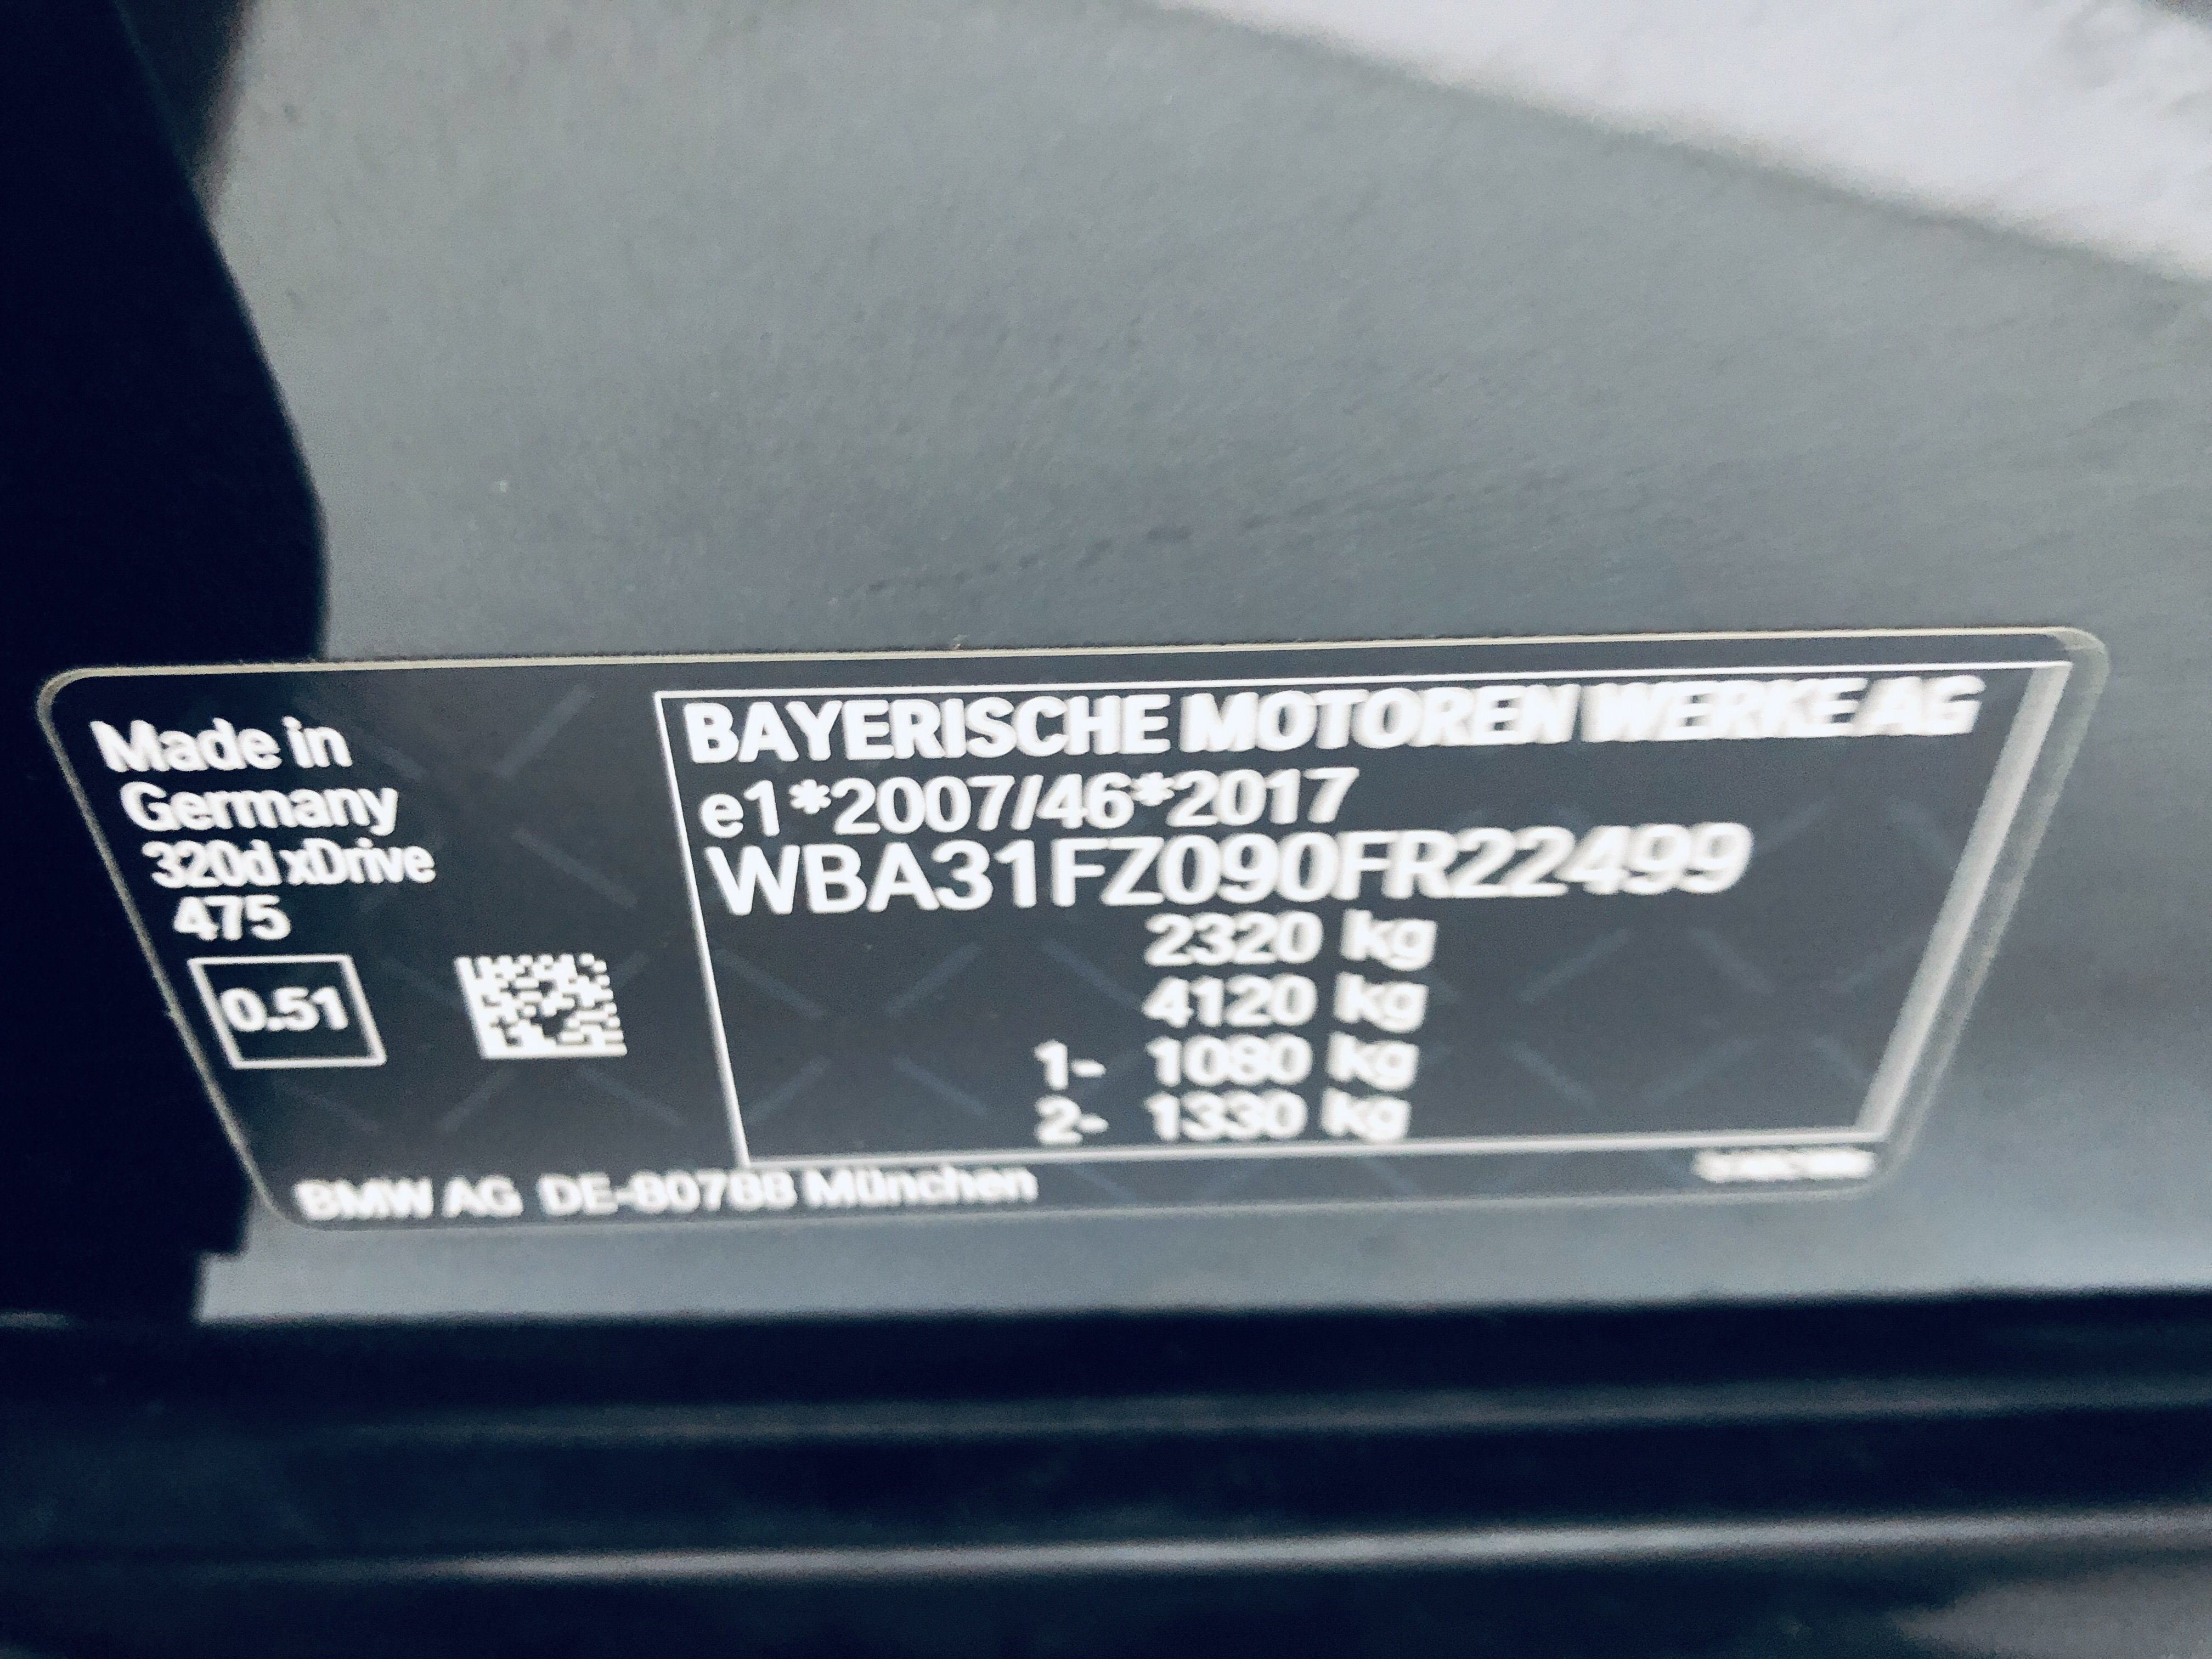 Made in
Germany
320d xDrive
475
0.51
BAYERISCHE MOTOREN WERKE AG
e1*2007/46*2017
WBA31FZ090FR22499
2320 kg
4120 kg
1- 1080 kg
2- 1330 kg
BMW AG DE-80788 München